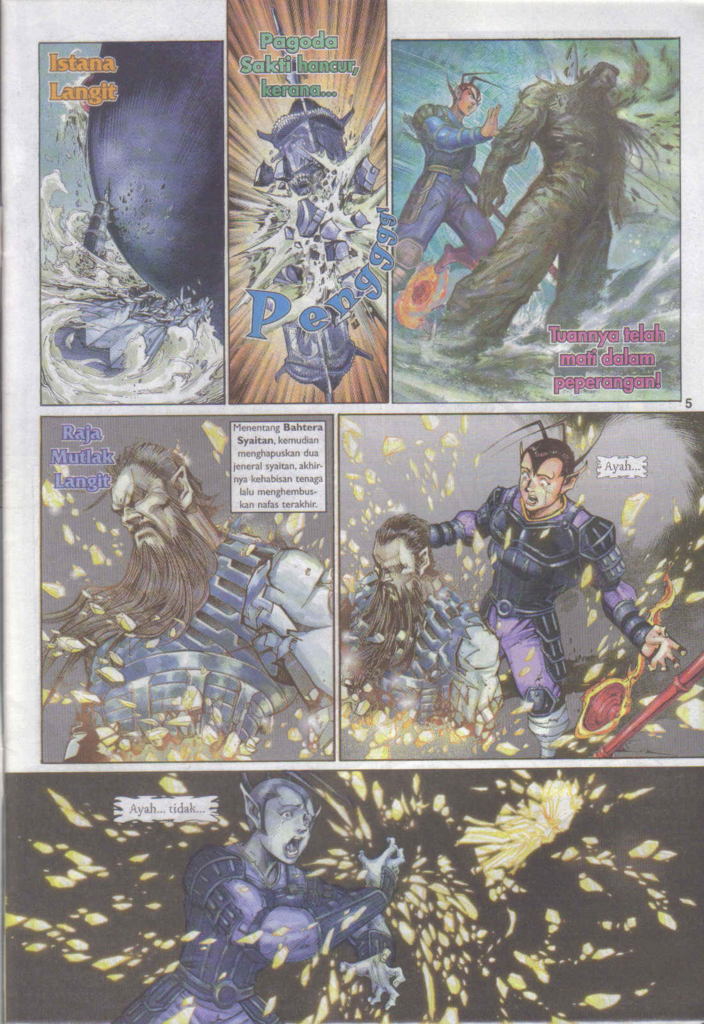 Istana
Langit
Pagoda
Sakti hancur,
kerana...
Pengggg!
Tuannya telah
mati dalam
peperangan!
5
Raja
Mutlak
Langit
Menentang Bahtera
Syaitan, kemudian
menghapuskan dua
jeneral syaitan, akhir-
nya kehabisan tenaga
lalu menghembus-
kan nafas terakhir.
Ayah...
Ayah... tidak...